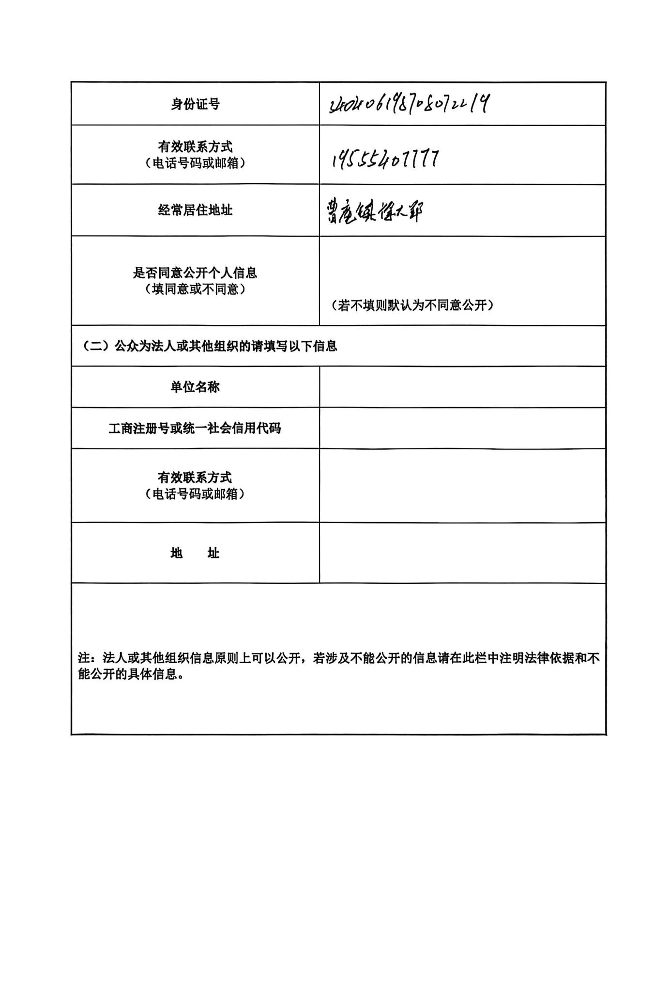 身份证号
340406198708072219
有效联系方式
（电话号码或邮箱）
19555407777
经常居住地址
曹庵镇徐大郢
是否同意公开个人信息
（填同意或不同意）
（若不填则默认为不同意公开）
（二）公众为法人或其他组织的请填写以下信息
单位名称
工商注册号或统一社会信用代码
有效联系方式
（电话号码或邮箱）
地 址
注：法人或其他组织信息原则上可以公开，若涉及不能公开的信息请在此栏中注明法律依据和不
能公开的具体信息。